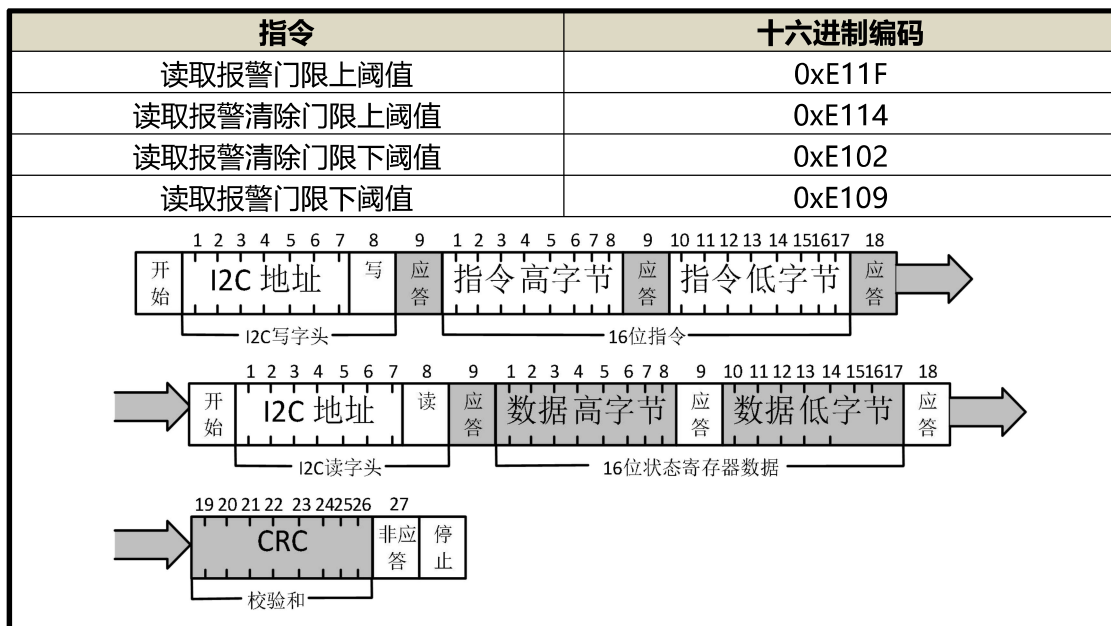 指令 十六进制编码
读取报警门限上阈值 0xE11F
读取报警清除门限上阈值 0xE114
读取报警清除门限下阈值 0xE102
读取报警门限下阈值 0xE109
1 2 3 4 5 6 7 8 9 1 2 3 4 5 6 7 8 9 10 11 12 13 14 15 16 17 18
开始 I2C 地址 写 应答 指令高字节 应答 指令低字节 应答
I2C写字头 16位指令
1 2 3 4 5 6 7 8 9 1 2 3 4 5 6 7 8 9 10 11 12 13 14 15 16 17 18
开始 I2C 地址 读 应答 数据高字节 应答 数据低字节 应答
I2C读字头 16位状态寄存器数据
19 20 21 22 23 24 25 26 27
CRC 非应答 停止
校验和